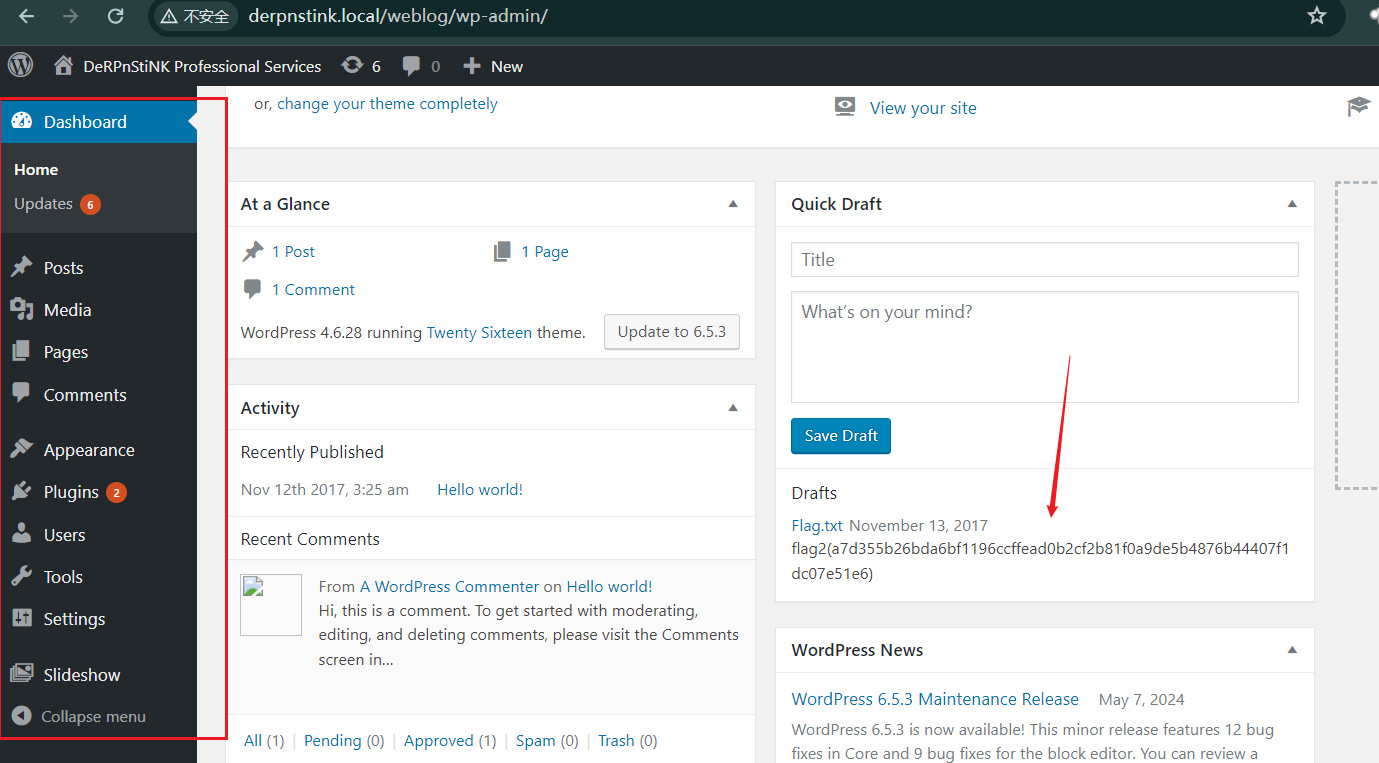 不安全 derpnstink.local/weblog/wp-admin/
DeRPnStiNK Professional Services 6 0 New
Dashboard
Home
Updates 6
Posts
Media
Pages
Comments
Appearance
Plugins 2
Users
Tools
Settings
Slideshow
Collapse menu
or, change your theme completely
View your site
At a Glance
1 Post
1 Page
1 Comment
WordPress 4.6.28 running Twenty Sixteen theme.
Update to 6.5.3
Activity
Recently Published
Nov 12th 2017, 3:25 am Hello world!
Recent Comments
From A WordPress Commenter on Hello world!
Hi, this is a comment. To get started with moderating,
editing, and deleting comments, please visit the Comments
screen in…
All (1) | Pending (0) | Approved (1) | Spam (0) | Trash (0)
Quick Draft
Title
What’s on your mind?
Save Draft
Drafts
Flag.txt November 13, 2017
flag2(a7d355b26bda6bf1196ccffead0b2cf2b81f0a9de5b4876b44407f1
dc07e51e6)
WordPress News
WordPress 6.5.3 Maintenance Release May 7, 2024
WordPress 6.5.3 is now available! This minor release features 12 bug
fixes in Core and 9 bug fixes for the block editor. You can review a